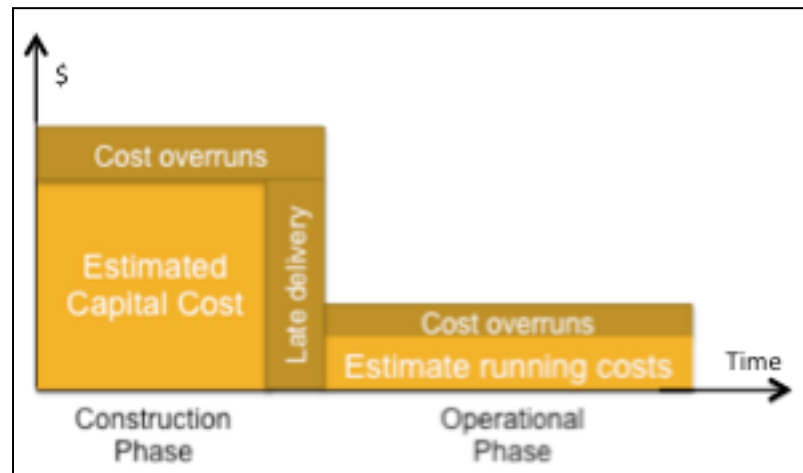 $
Cost overruns
Estimated
Capital Cost
Late delivery
Cost overruns
Estimate running costs
Time
Construction
Phase
Operational
Phase